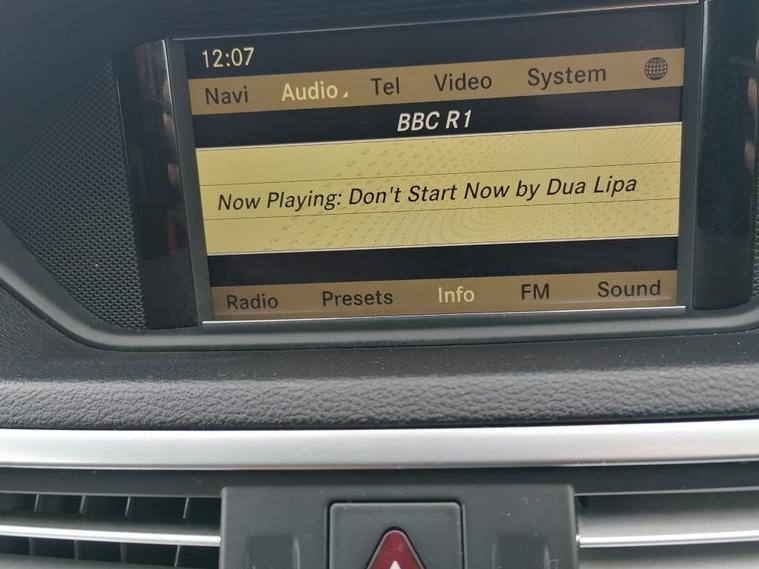 12:07
Navi Audio Tel Video System
BBC R1
Now Playing: Don't Start Now by Dua Lipa
Radio Presets Info FM Sound